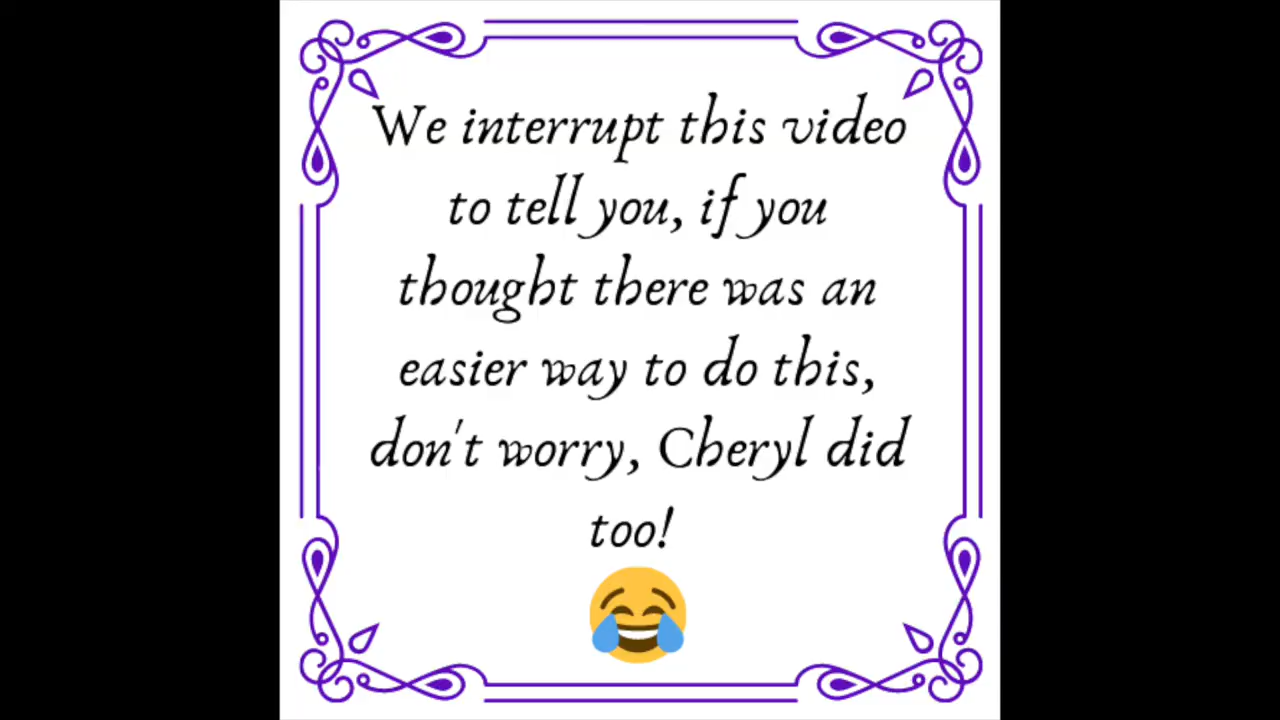 We interrupt this video
to tell you, if you
thought there was an
easier way to do this,
don't worry, Cheryl did
too!